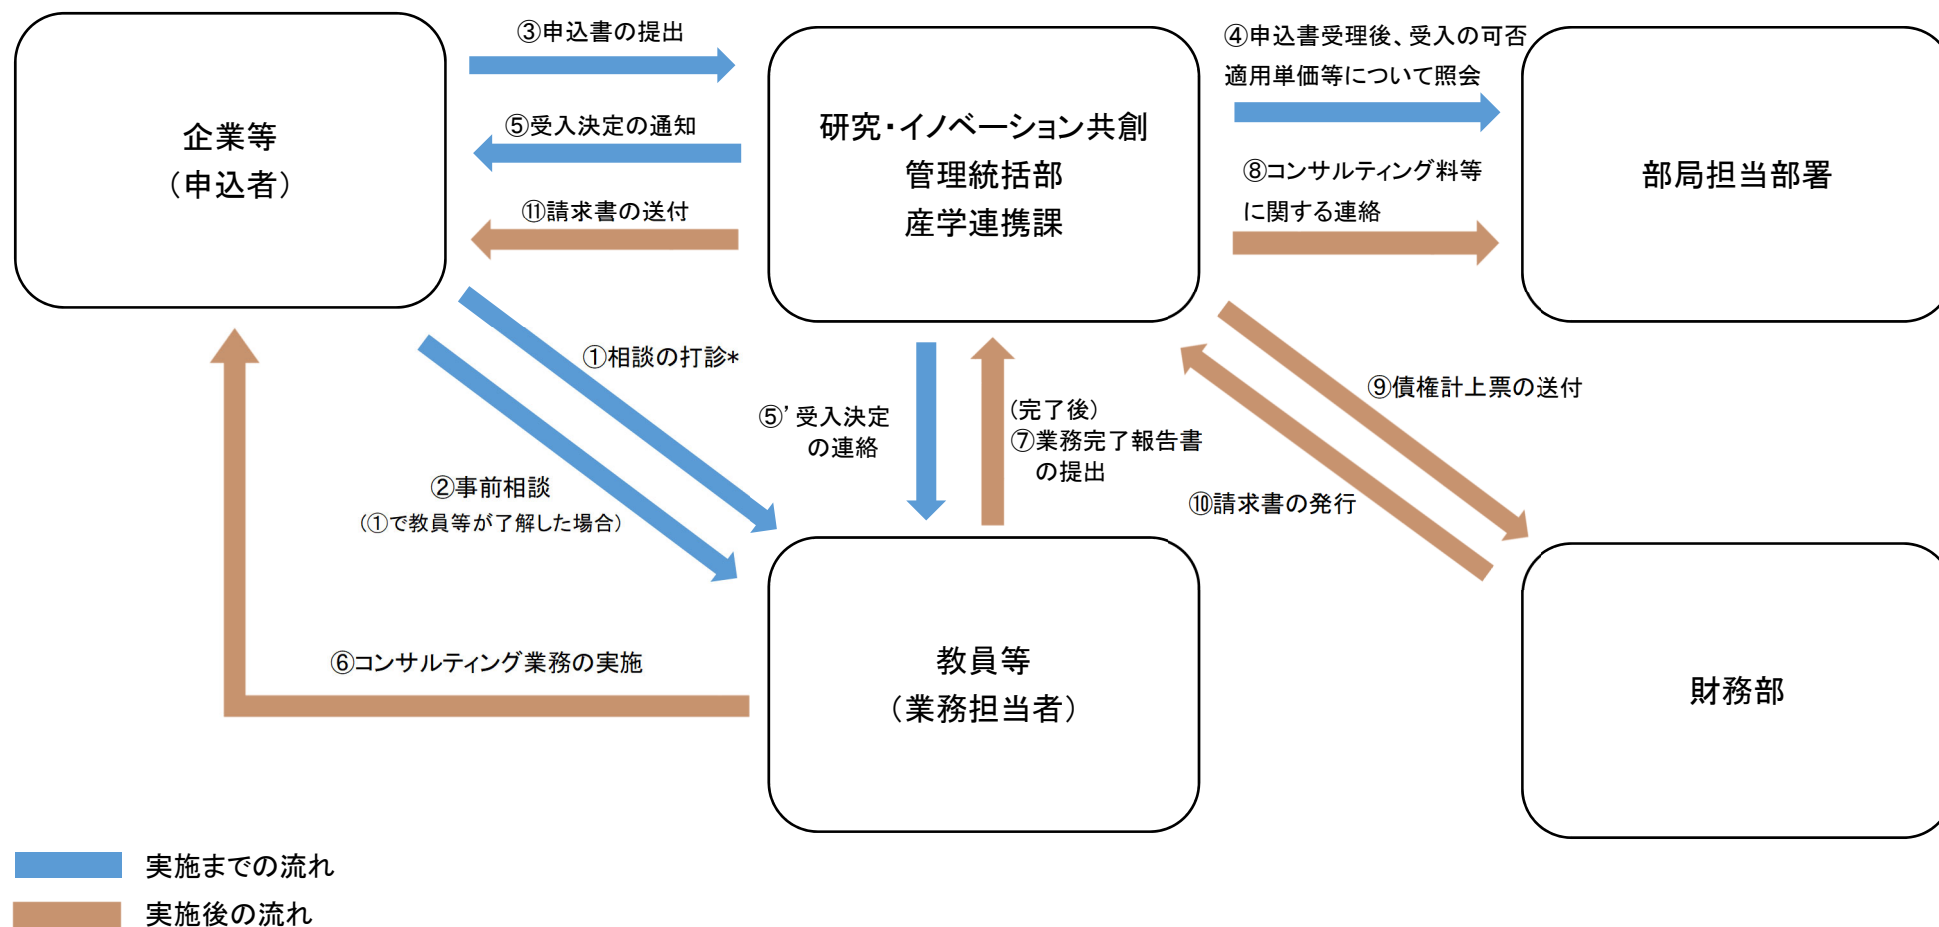 ③申込書の提出
④申込書受理後、受入の可否
適用単価等について照会
企業等
（申込者）
⑤受入決定の通知
研究・イノベーション共創
管理統括部
産学連携課
⑧コンサルティング料等
に関する連絡
部局担当部署
⑪請求書の送付
①相談の打診*
⑨債権計上票の送付
⑤’受入決定
の連絡
(完了後)
⑦業務完了報告書
の提出
②事前相談
(①で教員等が了解した場合)
⑩請求書の発行
⑥コンサルティング業務の実施
教員等
（業務担当者）
財務部
実施までの流れ
実施後の流れ